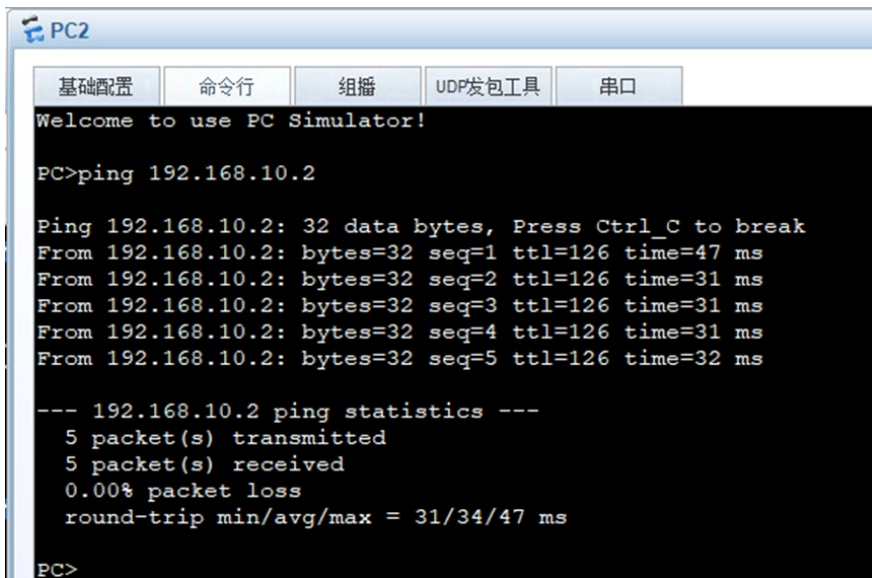 PC2
基础配置 命令行 组播 UDP发包工具 串口
Welcome to use PC Simulator!
PC>ping 192.168.10.2
Ping 192.168.10.2: 32 data bytes, Press Ctrl_C to break
From 192.168.10.2: bytes=32 seq=1 ttl=126 time=47 ms
From 192.168.10.2: bytes=32 seq=2 ttl=126 time=31 ms
From 192.168.10.2: bytes=32 seq=3 ttl=126 time=31 ms
From 192.168.10.2: bytes=32 seq=4 ttl=126 time=31 ms
From 192.168.10.2: bytes=32 seq=5 ttl=126 time=32 ms
--- 192.168.10.2 ping statistics ---
5 packet(s) transmitted
5 packet(s) received
0.00% packet loss
round-trip min/avg/max = 31/34/47 ms
PC>